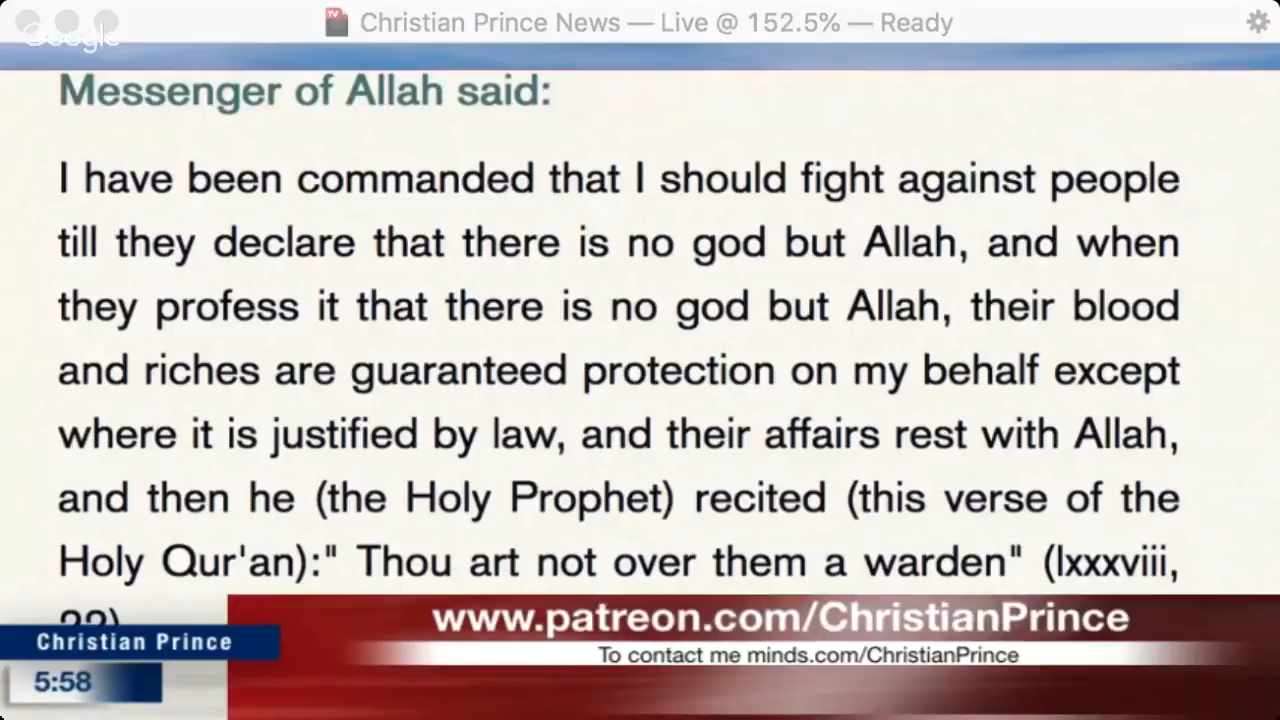 Christian Prince News — Live @ 152.5% — Ready
Google
Messenger of Allah said:
I have been commanded that I should fight against people
till they declare that there is no god but Allah, and when
they profess it that there is no god but Allah, their blood
and riches are guaranteed protection on my behalf except
where it is justified by law, and their affairs rest with Allah,
and then he (the Holy Prophet) recited (this verse of the
Holy Qur'an):" Thou art not over them a warden" (lxxxviii,
www.patreon.com/ChristianPrince
Christian Prince
To contact me minds.com/ChristianPrince
5:58